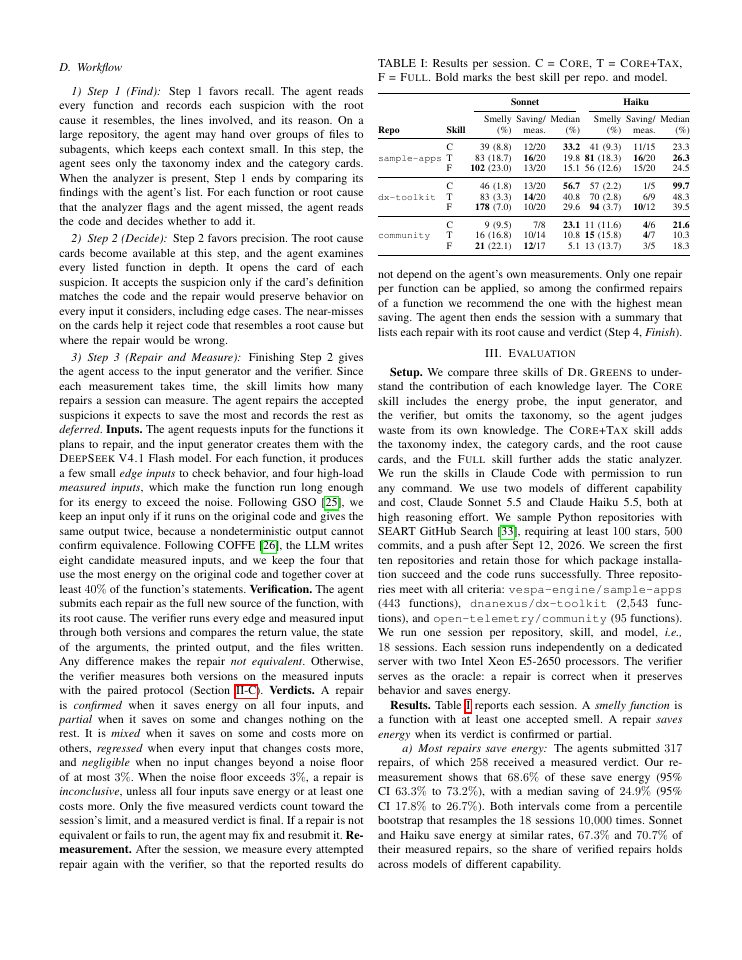 D. Workflow
1) Step 1 (Find): Step 1 favors recall. The agent reads
every function and records each suspicion with the root
cause it resembles, the lines involved, and its reason. On a
large repository, the agent may hand over groups of files to
subagents, which keeps each context small. In this step, the
agent sees only the taxonomy index and the category cards.
When the analyzer is present, Step 1 ends by comparing its
findings with the agent's list. For each function or root cause
that the analyzer flags and the agent missed, the agent reads
the code and decides whether to add it.
2) Step 2 (Decide): Step 2 favors precision. The root cause
cards become available at this step, and the agent examines
every listed function in depth. It opens the card of each
suspicion. It accepts the suspicion only if the card's definition
matches the code and the repair would preserve behavior on
every input it considers, including edge cases. The near-misses
on the cards help it reject code that resembles a root cause but
where the repair would be wrong.
3) Step 3 (Repair and Measure): Finishing Step 2 gives
the agent access to the input generator and the verifier. Since
each measurement takes time, the skill limits how many
repairs a session can measure. The agent repairs the accepted
suspicions it expects to save the most and records the rest as
deferred. Inputs. The agent requests inputs for the functions it
plans to repair, and the input generator creates them with the
DEEPSEEK V4.1 Flash model. For each function, it produces
a few small edge inputs to check behavior, and four high-load
measured inputs, which make the function run long enough
for its energy to exceed the noise. Following GSO [25], we
keep an input only if it runs on the original code and gives the
same output twice, because a nondeterministic output cannot
confirm equivalence. Following COFFE [26], the LLM writes
eight candidate measured inputs, and we keep the four that
use the most energy on the original code and together cover at
least 40% of the function's statements. Verification. The agent
submits each repair as the full new source of the function, with
its root cause. The verifier runs every edge and measured input
through both versions and compares the return value, the state
of the arguments, the printed output, and the files written.
Any difference makes the repair not equivalent. Otherwise,
the verifier measures both versions on the measured inputs
with the paired protocol (Section II-C). Verdicts. A repair
is confirmed when it saves energy on all four inputs, and
partial when it saves on some and changes nothing on the
rest. It is mixed when it saves on some and costs more on
others, regressed when every input that changes costs more,
and negligible when no input changes beyond a noise floor
of at most 3%. When the noise floor exceeds 3%, a repair is
inconclusive, unless all four inputs save energy or at least one
costs more. Only the five measured verdicts count toward the
session's limit, and a measured verdict is final. If a repair is not
equivalent or fails to run, the agent may fix and resubmit it. Re-
measurement. After the session, we measure every attempted
repair again with the verifier, so that the reported results do
TABLE I: Results per session. C = CORE, T = CORE+TAX,
F = FULL. Bold marks the best skill per repo. and model.
Sonnet Haiku
Repo Skill Smelly (%) Saving/ meas. Median (%) Smelly (%) Saving/ meas. Median (%)
C 39 (8.8) 12/20 33.2 41 (9.3) 11/15 23.3
sample-apps T 83 (18.7) 16/20 19.8 81 (18.3) 16/20 26.3
F 102 (23.0) 13/20 15.1 56 (12.6) 15/20 24.5
C 46 (1.8) 13/20 56.7 57 (2.2) 1/5 99.7
dx-toolkit T 83 (3.3) 14/20 40.8 70 (2.8) 6/9 48.3
F 178 (7.0) 10/20 29.6 94 (3.7) 10/12 39.5
C 9 (9.5) 7/8 23.1 11 (11.6) 4/6 21.6
community T 16 (16.8) 10/14 10.8 15 (15.8) 4/7 10.3
F 21 (22.1) 12/17 5.1 13 (13.7) 3/5 18.3
not depend on the agent's own measurements. Only one repair
per function can be applied, so among the confirmed repairs
of a function we recommend the one with the highest mean
saving. The agent then ends the session with a summary that
lists each repair with its root cause and verdict (Step 4, Finish).
III. EVALUATION
Setup. We compare three skills of DR. GREENS to under-
stand the contribution of each knowledge layer. The CORE
skill includes the energy probe, the input generator, and
the verifier, but omits the taxonomy, so the agent judges
waste from its own knowledge. The CORE+TAX skill adds
the taxonomy index, the category cards, and the root cause
cards, and the FULL skill further adds the static analyzer.
We run the skills in Claude Code with permission to run
any command. We use two models of different capability
and cost, Claude Sonnet 5.5 and Claude Haiku 5.5, both at
high reasoning effort. We sample Python repositories with
SEART GitHub Search [33], requiring at least 100 stars, 500
commits, and a push after Sept 12, 2026. We screen the first
ten repositories and retain those for which package installa-
tion succeed and the code runs successfully. Three reposito-
ries meet with all criteria: vespa-engine/sample-apps
(443 functions), dnanexus/dx-toolkit (2,543 func-
tions), and open-telemetry/community (95 functions).
We run one session per repository, skill, and model, i.e.,
18 sessions. Each session runs independently on a dedicated
server with two Intel Xeon E5-2650 processors. The verifier
serves as the oracle: a repair is correct when it preserves
behavior and saves energy.
Results. Table I reports each session. A smelly function is
a function with at least one accepted smell. A repair saves
energy when its verdict is confirmed or partial.
a) Most repairs save energy: The agents submitted 317
repairs, of which 258 received a measured verdict. Our re-
measurement shows that 68.6% of these save energy (95%
CI 63.3% to 73.2%), with a median saving of 24.9% (95%
CI 17.8% to 26.7%). Both intervals come from a percentile
bootstrap that resamples the 18 sessions 10,000 times. Sonnet
and Haiku save energy at similar rates, 67.3% and 70.7% of
their measured repairs, so the share of verified repairs holds
across models of different capability.